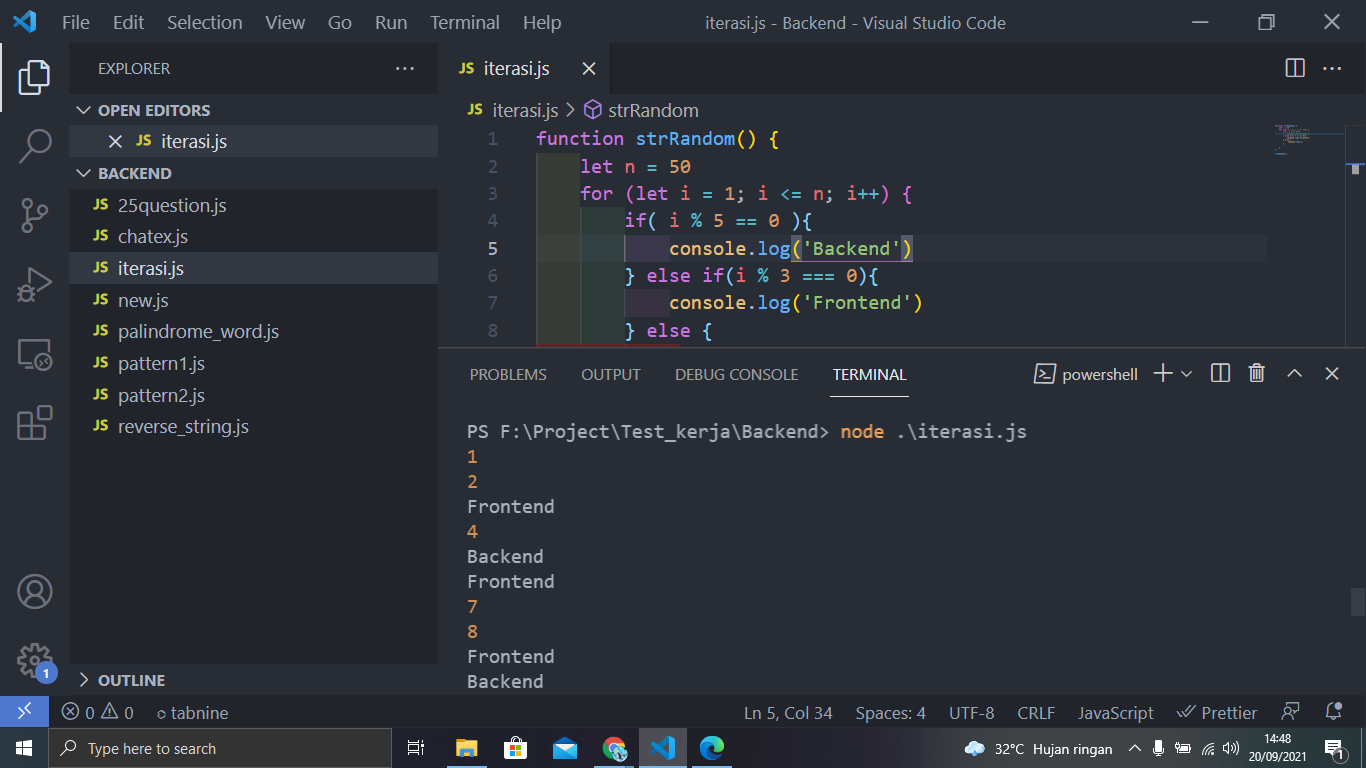 File Edit Selection View Go Run Terminal Help iterasi.js - Backend - Visual Studio Code
EXPLORER ...
OPEN EDITORS
JS iterasi.js
BACKEND
JS 25question.js
JS chatex.js
JS iterasi.js
JS new.js
JS palindrome_word.js
JS pattern1.js
JS pattern2.js
JS reverse_string.js
OUTLINE
JS iterasi.js
JS iterasi.js > strRandom
1 function strRandom() {
2 let n = 50
3 for (let i = 1; i <= n; i++) {
4 if( i % 5 == 0 ){
5 console.log('Backend')
6 } else if(i % 3 === 0){
7 console.log('Frontend')
8 } else {
PROBLEMS OUTPUT DEBUG CONSOLE TERMINAL powershell
PS F:\Project\Test_kerja\Backend> node .\iterasi.js
1
2
Frontend
4
Backend
Frontend
7
8
Frontend
Backend
1
0 0 tabnine Ln 5, Col 34 Spaces: 4 UTF-8 CRLF JavaScript Prettier
Type here to search 32°C Hujan ringan 14:48
20/09/2021 1